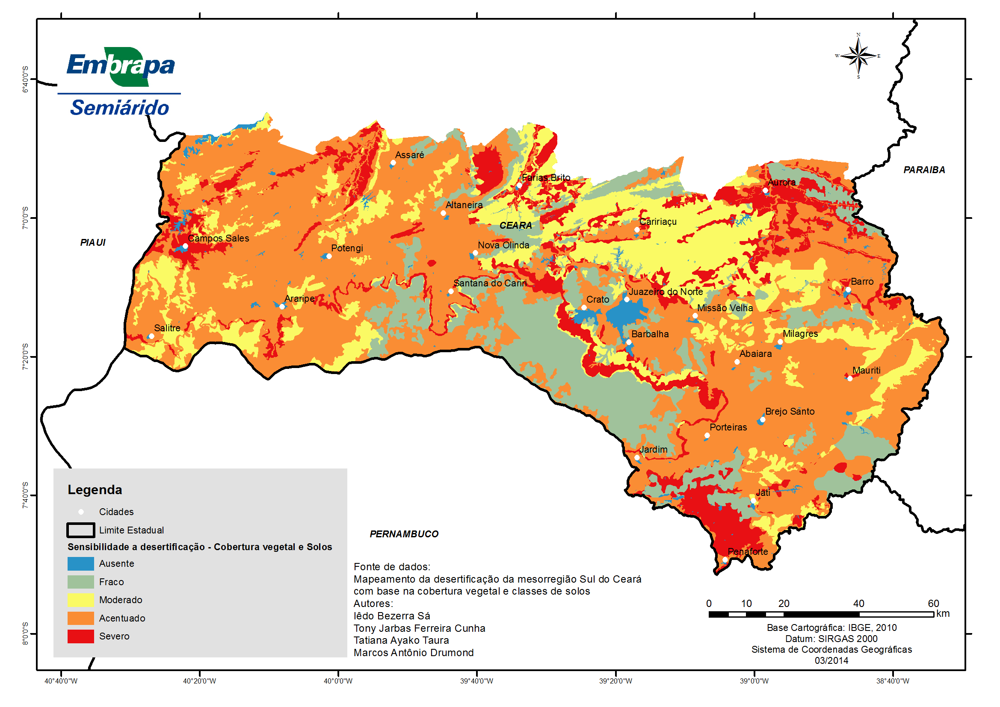 Embrapa
Semiárido
N
W E
S
PARAIBA
PIAUI
CEARA
PERNAMBUCO
Assaré
Farias Brito
Aurora
Altaneira
Caririaçu
Campos Sales
Potengi
Nova Olinda
Santana do Cariri
Barro
Juazeiro do Norte
Araripe
Crato
Missão Velha
Salitre
Barbalha
Milagres
Abaiara
Mauriti
Brejo Santo
Porteiras
Jardim
Jati
Penaforte
6°40'0"S
7°0'0"S
7°20'0"S
7°40'0"S
8°0'0"S
Legenda
Cidades
Limite Estadual
Sensibilidade a desertificação - Cobertura vegetal e Solos
Ausente
Fraco
Moderado
Acentuado
Severo
Fonte de dados:
Mapeamento da desertificação da mesorregião Sul do Ceará
com base na cobertura vegetal e classes de solos
Autores:
Iêdo Bezerra Sá
Tony Jarbas Ferreira Cunha
Tatiana Ayako Taura
Marcos Antônio Drumond
0 10 20 40 60
km
Base Cartográfica: IBGE, 2010
Datum: SIRGAS 2000
Sistema de Coordenadas Geográficas
03/2014
40°40'0"W 40°20'0"W 40°0'0"W 39°40'0"W 39°20'0"W 39°0'0"W 38°40'0"W